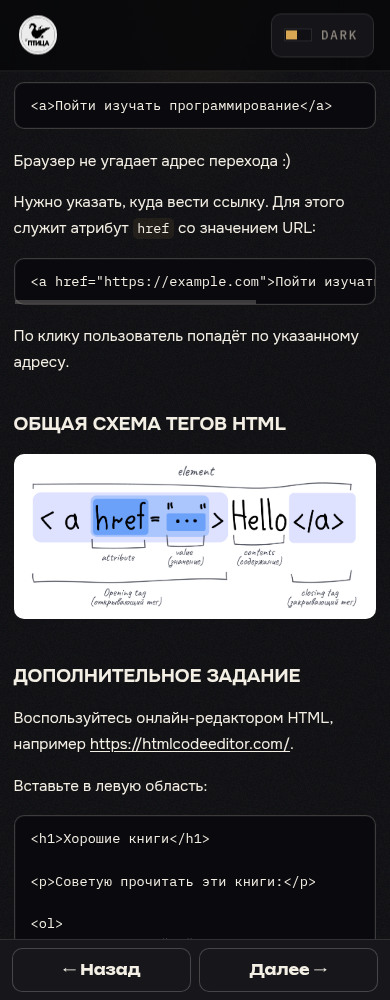 ПТИЦА
DARK
<a>Пойти изучать программирование</a>
Браузер не угадает адрес перехода :)
Нужно указать, куда вести ссылку. Для этого
служит атрибут href со значением URL:
<a href="https://example.com">Пойти изучат
По клику пользователь попадёт по указанному
адресу.
ОБЩАЯ СХЕМА ТЕГОВ HTML
element
< a href = "..." > Hello </a>
attribute
value
(значение)
contents
(содержание)
Opening tag
(открывающий тег)
closing tag
(закрывающий тег)
ДОПОЛНИТЕЛЬНОЕ ЗАДАНИЕ
Воспользуйтесь онлайн-редактором HTML,
например https://htmlcodeeditor.com/.
Вставьте в левую область:
<h1>Хорошие книги</h1>
<p>Советую прочитать эти книги:</p>
<ol>
← Назад
Далее →